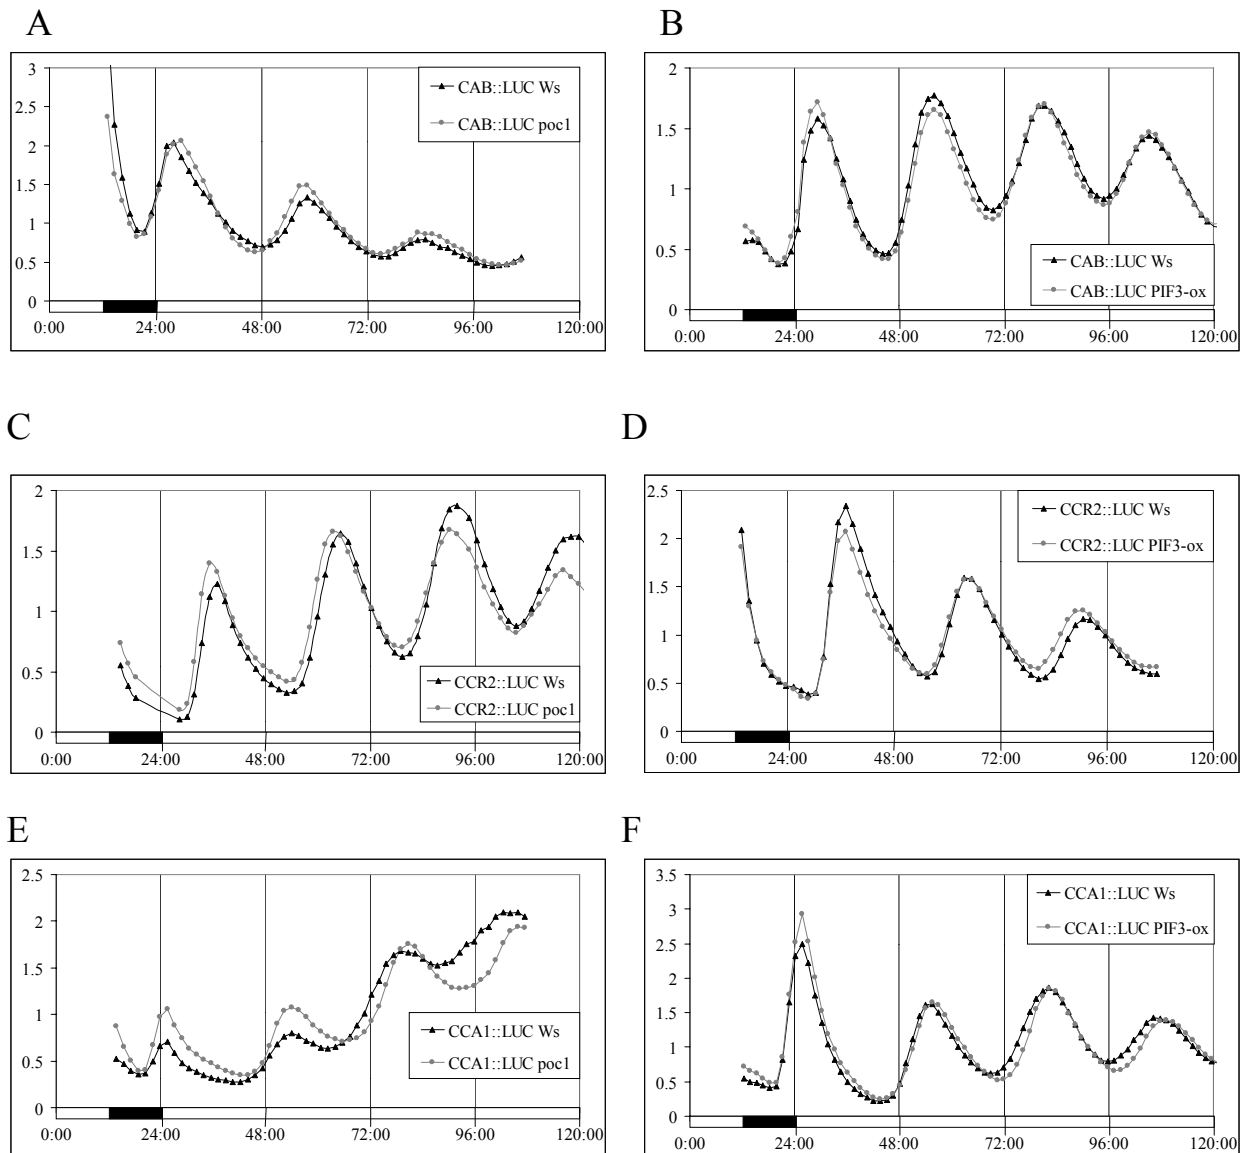 A
3
2.5
2
1.5
1
0.5
0
CAB::LUC Ws
CAB::LUC poc1
0:00 24:00 48:00 72:00 96:00 120:00
B
2
1.5
1
0.5
0
CAB::LUC Ws
CAB::LUC PIF3-ox
0:00 24:00 48:00 72:00 96:00 120:00
C
2
1.5
1
0.5
0
CCR2::LUC Ws
CCR2::LUC poc1
0:00 24:00 48:00 72:00 96:00 120:00
D
2.5
2
1.5
1
0.5
0
CCR2::LUC Ws
CCR2::LUC PIF3-ox
0:00 24:00 48:00 72:00 96:00 120:00
E
2.5
2
1.5
1
0.5
0
CCA1::LUC Ws
CCA1::LUC poc1
0:00 24:00 48:00 72:00 96:00 120:00
F
3.5
3
2.5
2
1.5
1
0.5
0
CCA1::LUC Ws
CCA1::LUC PIF3-ox
0:00 24:00 48:00 72:00 96:00 120:00